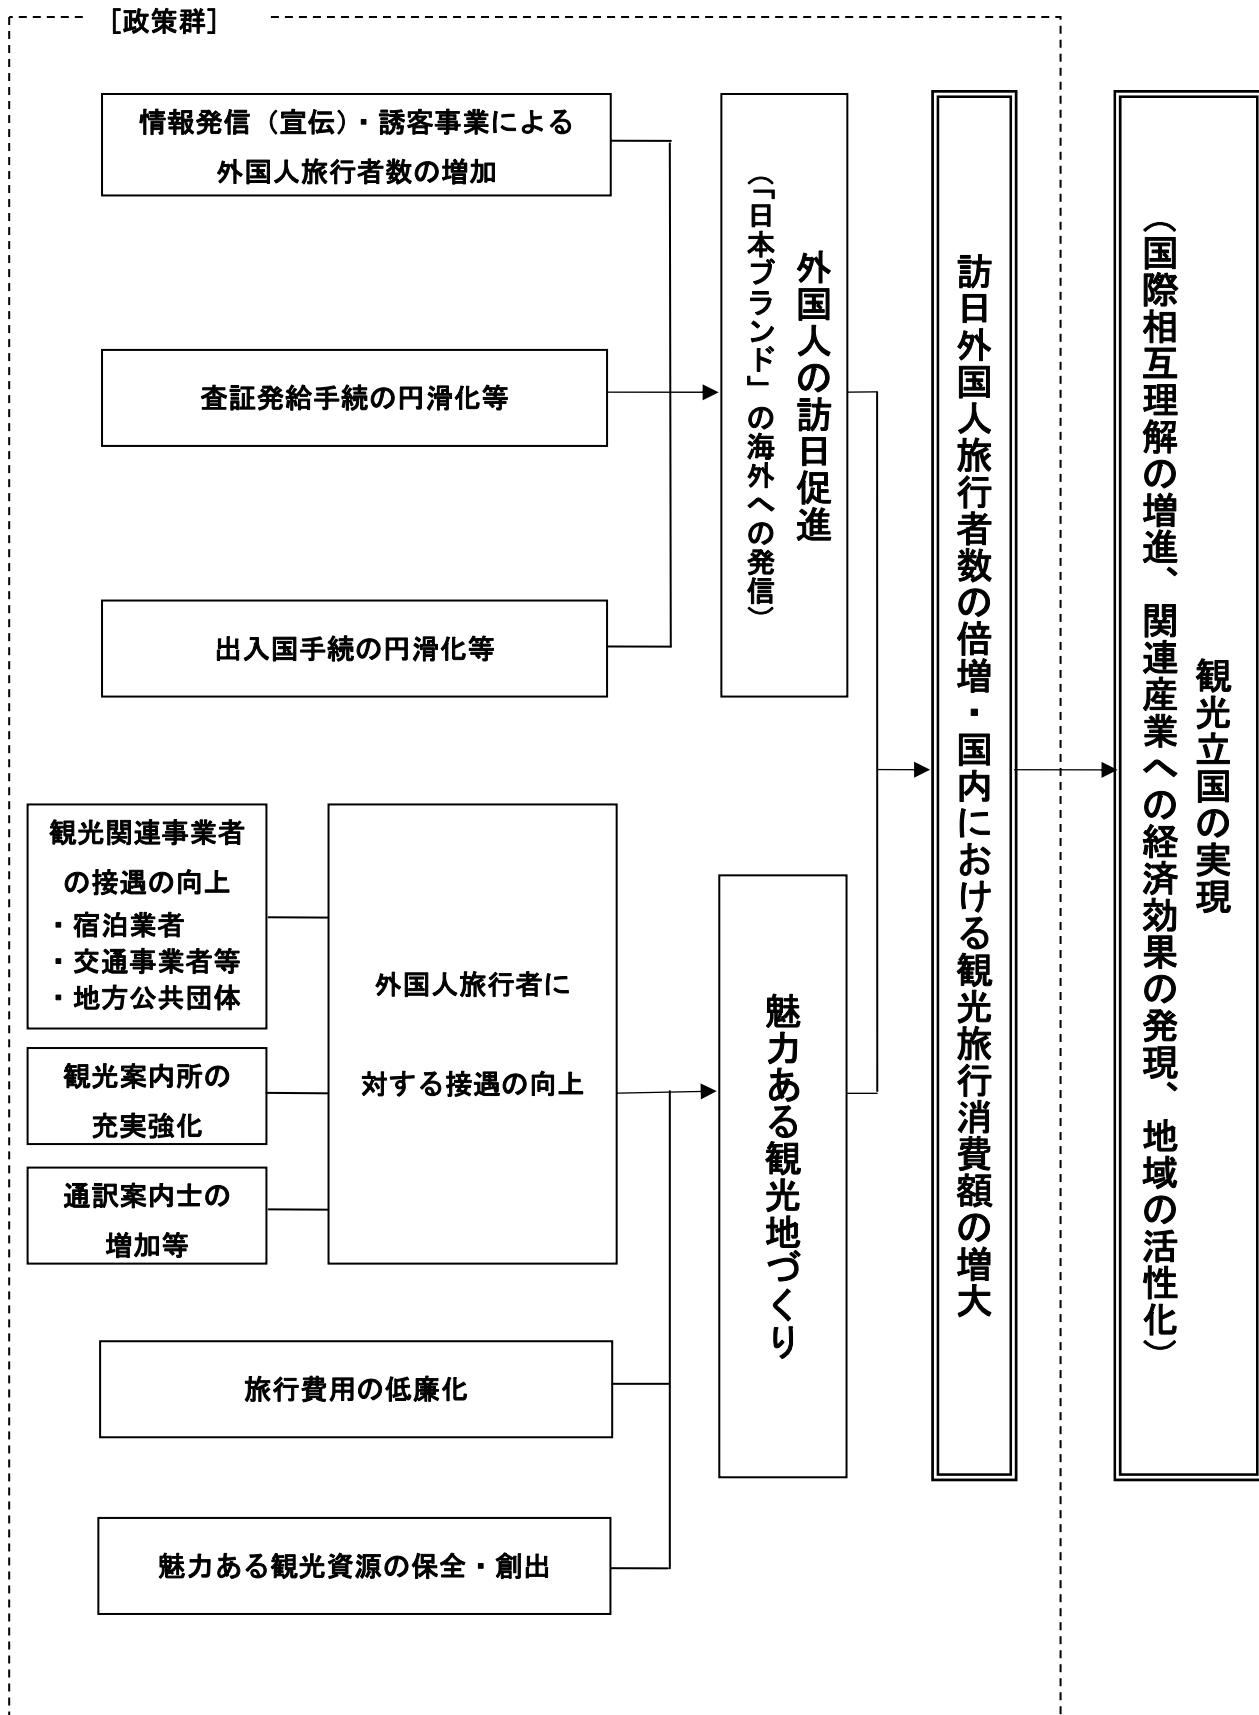 ［政策群］
情報発信（宣伝）・誘客事業による
外国人旅行者数の増加
査証発給手続の円滑化等
出入国手続の円滑化等
外国人の訪日促進
（「日本ブランド」の海外への発信）
観光関連事業者
の接遇の向上
・宿泊業者
・交通事業者等
・地方公共団体
観光案内所の
充実強化
通訳案内士の
増加等
外国人旅行者に
対する接遇の向上
旅行費用の低廉化
魅力ある観光資源の保全・創出
魅力ある観光地づくり
訪日外国人旅行者数の倍増・国内における観光旅行消費額の増大
観光立国の実現
（国際相互理解の増進、関連産業への経済効果の発現、地域の活性化）